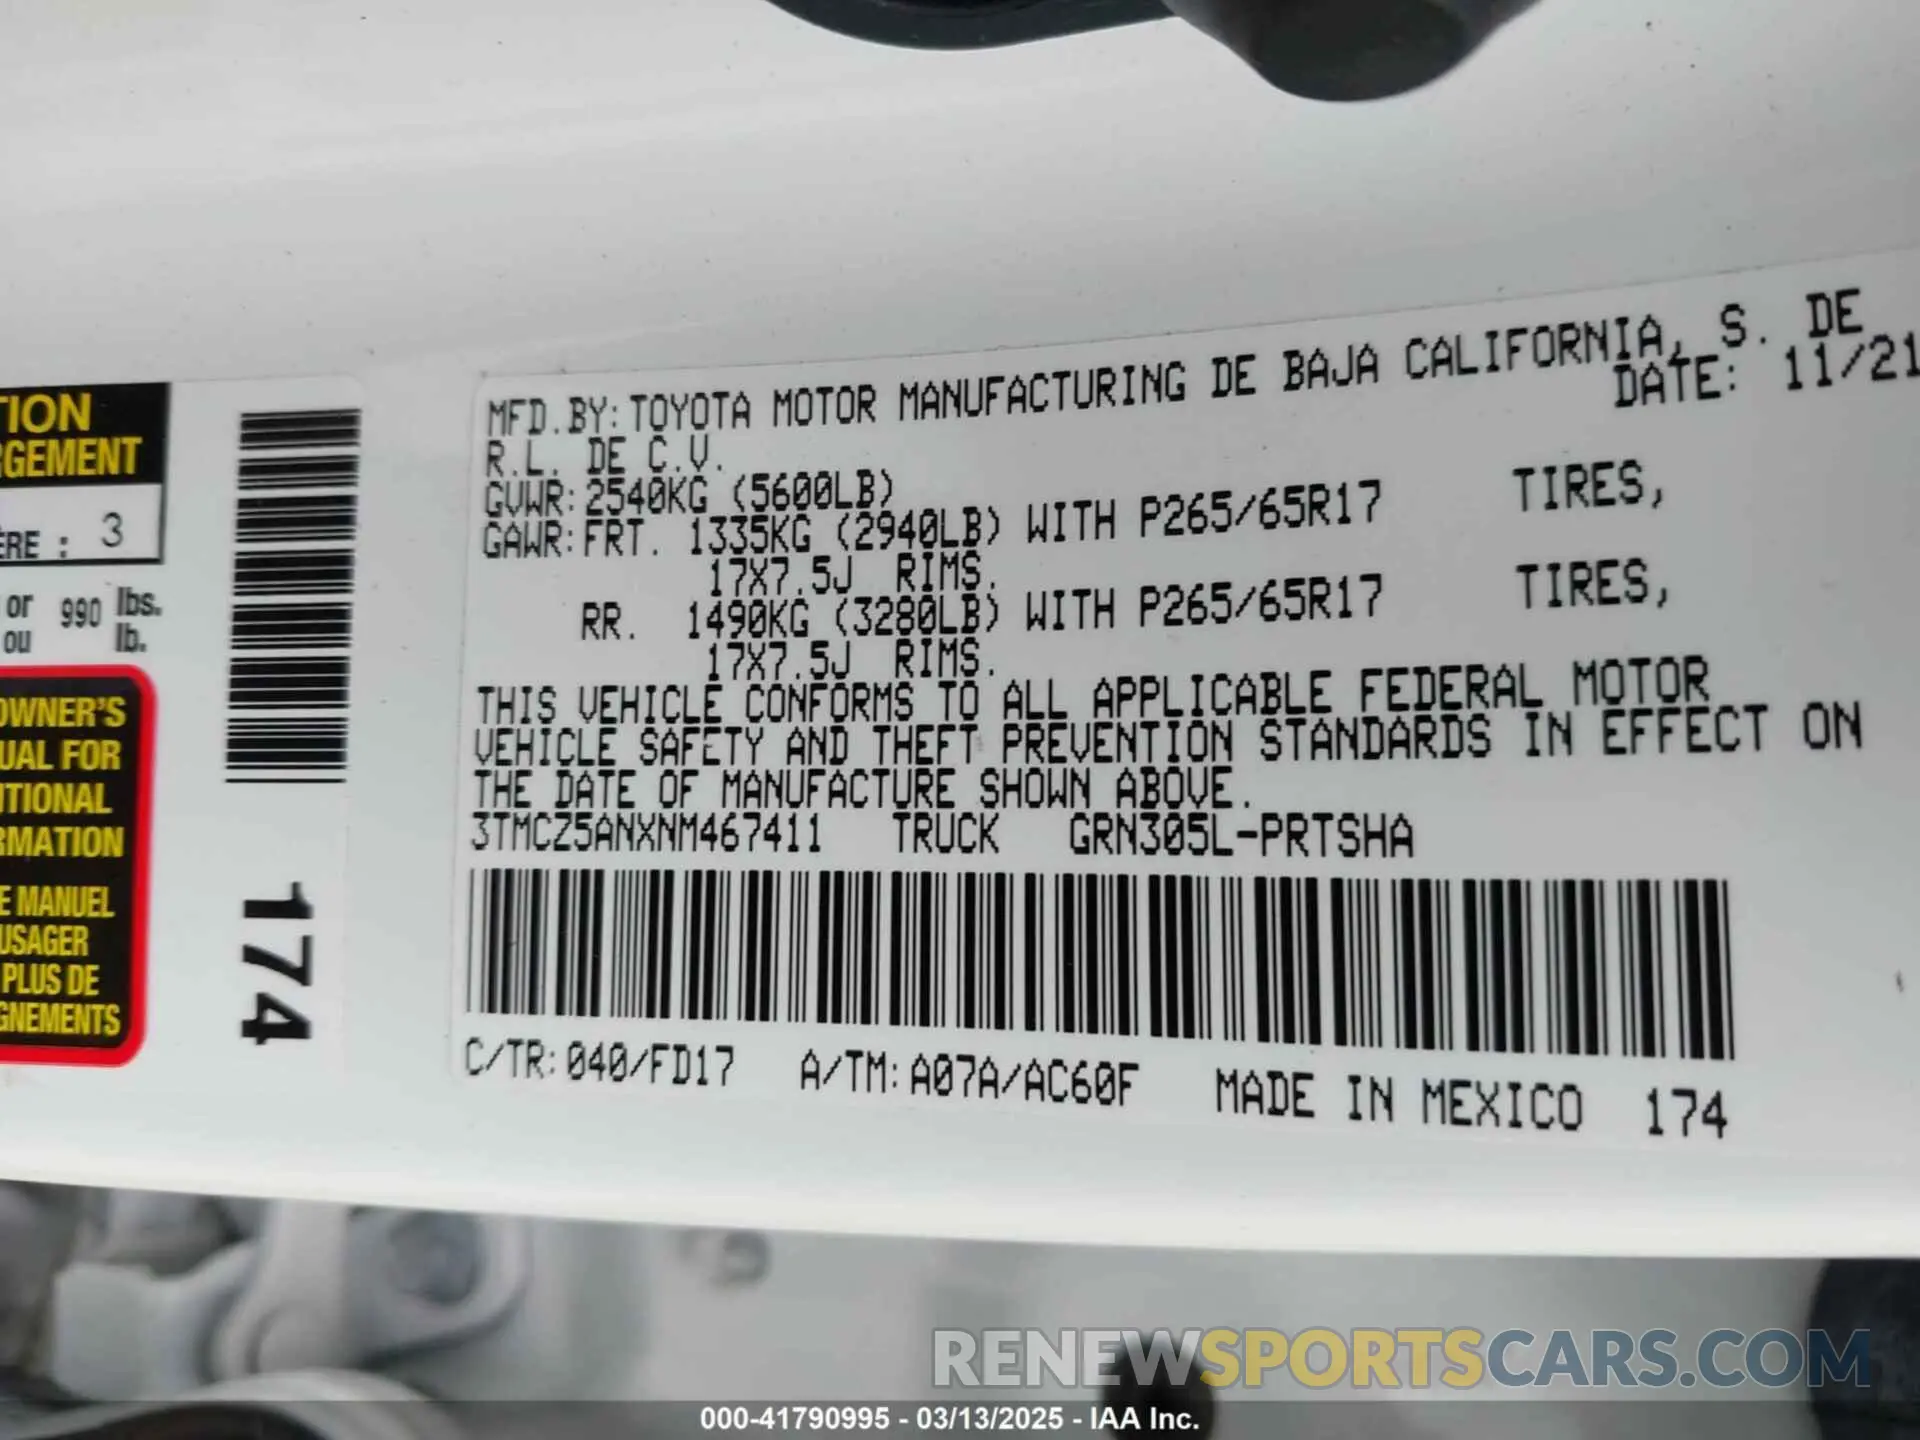 TION
RGEMENT
ÈRE : 3
or 990 lbs.
ou lb.
OWNER'S
UAL FOR
ITIONAL
RMATION
E MANUEL
USAGER
PLUS DE
GNEMENTS
174
MFD.BY:TOYOTA MOTOR MANUFACTURING DE BAJA CALIFORNIA, S. DE
R.L. DE C.V. DATE: 11/21
GVWR:2540KG (5600LB)
GAWR:FRT. 1335KG (2940LB) WITH P265/65R17 TIRES,
17X7.5J RIMS.
RR. 1490KG (3280LB) WITH P265/65R17 TIRES,
17X7.5J RIMS.
THIS VEHICLE CONFORMS TO ALL APPLICABLE FEDERAL MOTOR
VEHICLE SAFETY AND THEFT PREVENTION STANDARDS IN EFFECT ON
THE DATE OF MANUFACTURE SHOWN ABOVE.
3TMCZ5ANXNM467411 TRUCK GRN305L-PRTSHA
C/TR:040/FD17 A/TM:A07A/AC60F MADE IN MEXICO 174
RENEWSPORTSCARS.COM
000-41790995 - 03/13/2025 - IAA Inc.